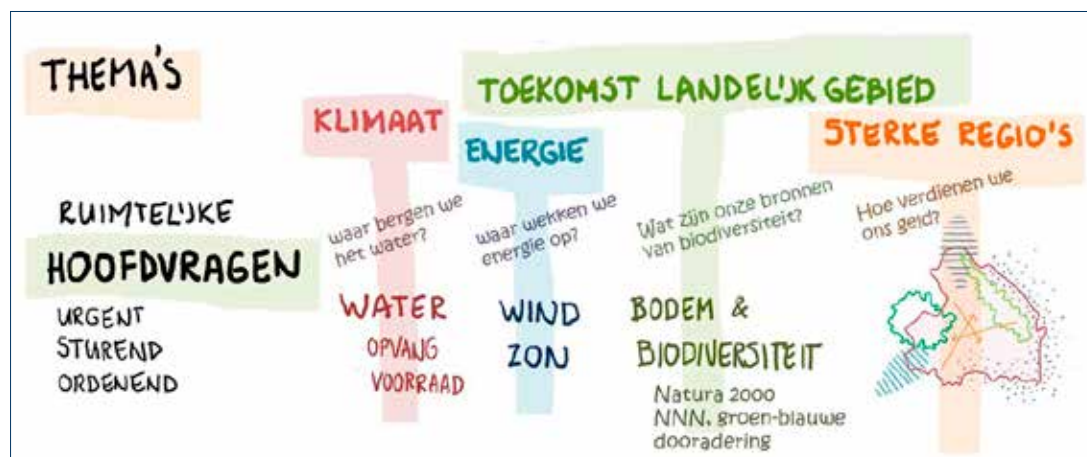 THEMA'S
RUIMTELIJKE
HOOFDVRAGEN
URGENT
STUREND
ORDENEND
KLIMAAT
waar bergen we
het water?
WATER
OPVANG
VOORRAAD
ENERGIE
waar wekken we
energie op?
WIND
ZON
TOEKOMST LANDELIJK GEBIED
Wat zijn onze bronnen
van biodiversiteit?
BODEM &
BIODIVERSITEIT
Natura 2000
NNN, groen-blauwe
dooradering
STERKE REGIO'S
Hoe verdienen we
ons geld?